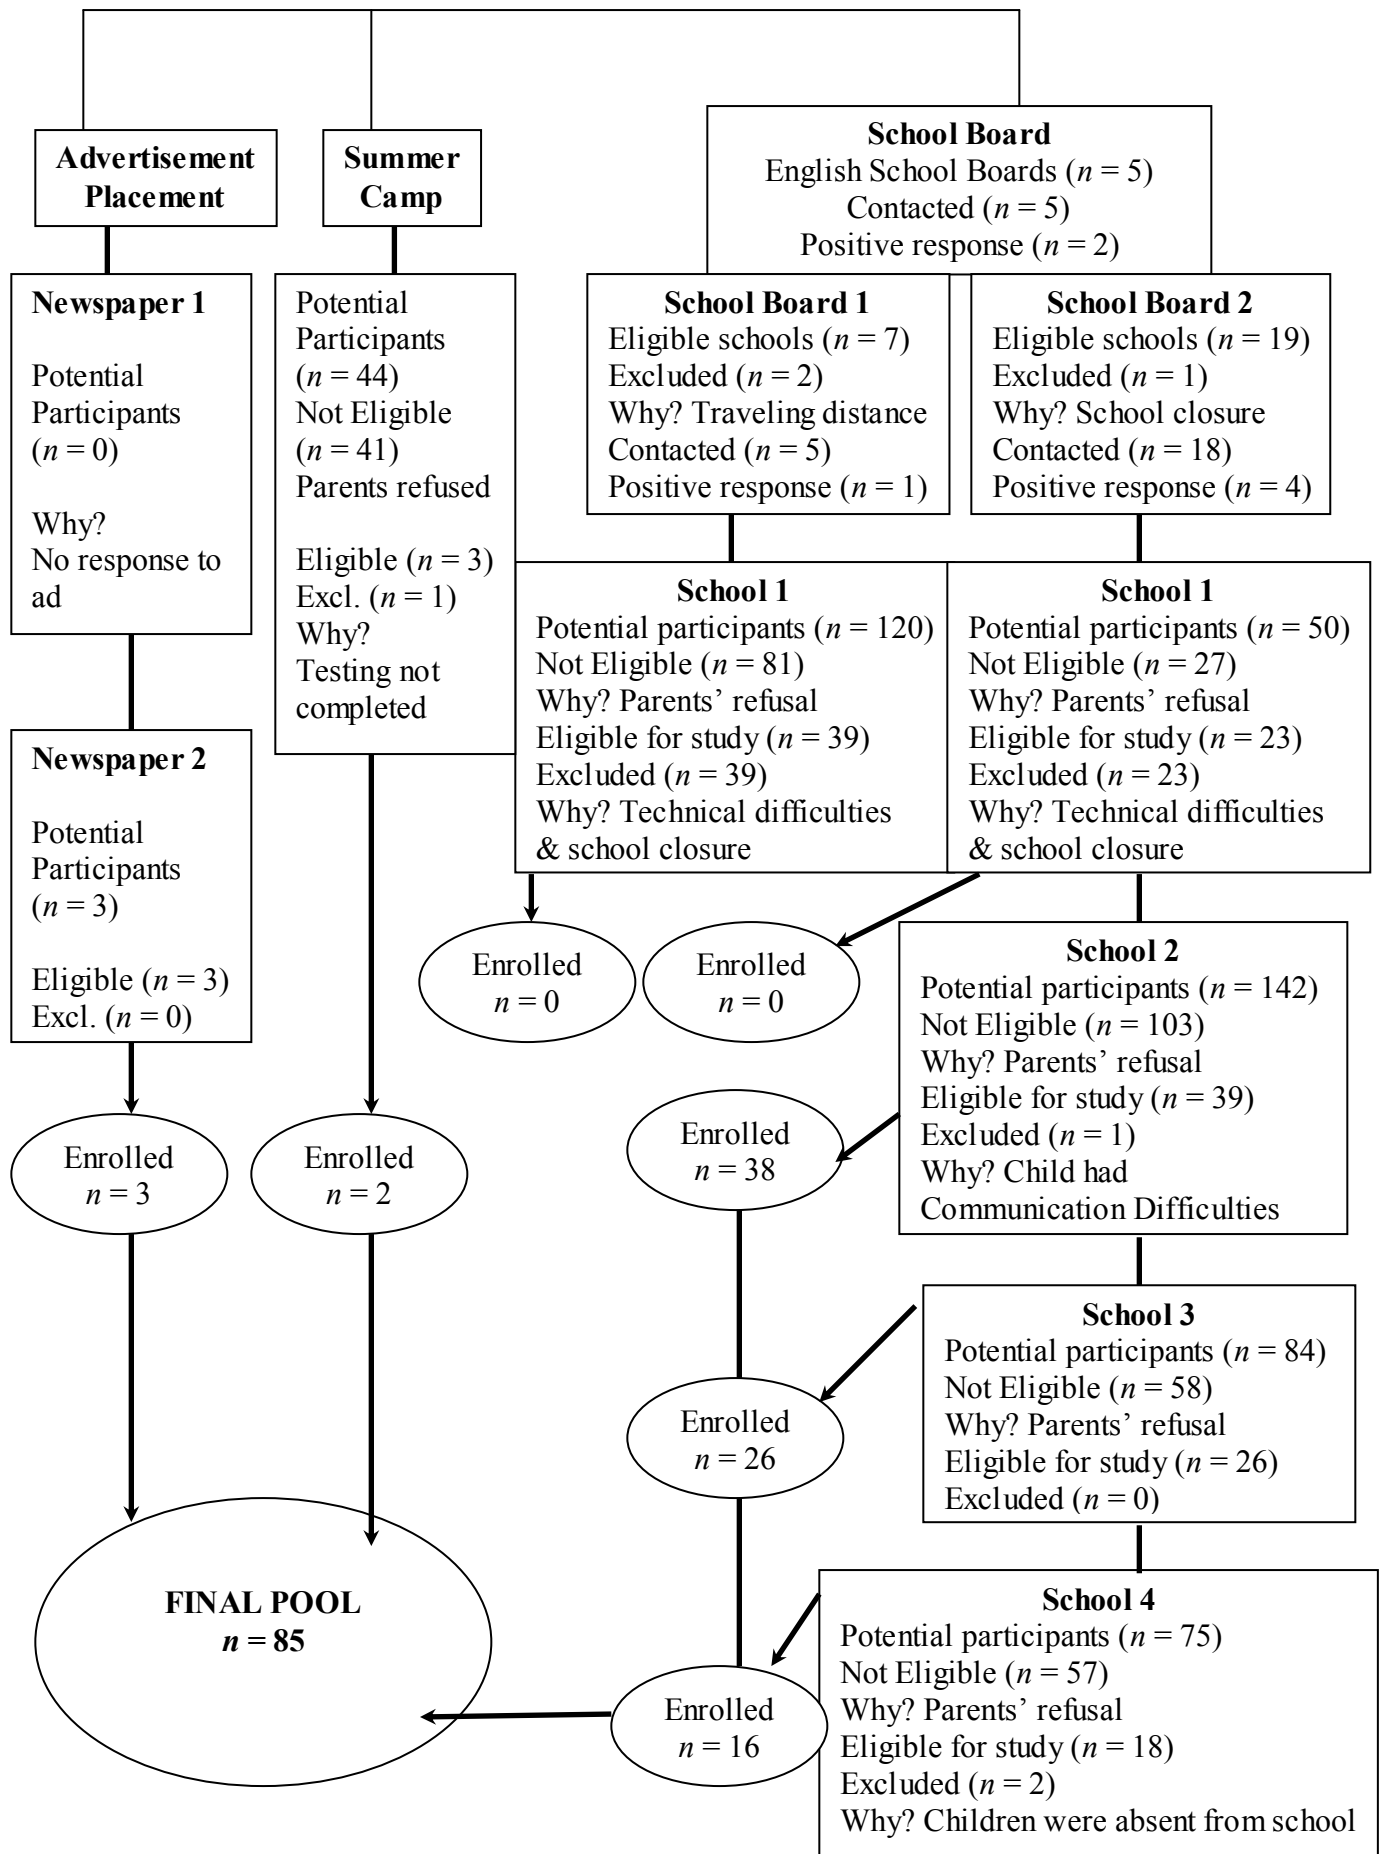 Advertisement
Placement
Summer
Camp
School Board
English School Boards (n = 5)
Contacted (n = 5)
Positive response (n = 2)
Newspaper 1
Potential
Participants
(n = 0)
Why?
No response to
ad
Newspaper 2
Potential
Participants
(n = 3)
Eligible (n = 3)
Excl. (n = 0)
Enrolled
n = 3
Potential
Participants
(n = 44)
Not Eligible
(n = 41)
Parents refused
Eligible (n = 3)
Excl. (n = 1)
Why?
Testing not
completed
Enrolled
n = 2
School Board 1
Eligible schools (n = 7)
Excluded (n = 2)
Why? Traveling distance
Contacted (n = 5)
Positive response (n = 1)
School Board 2
Eligible schools (n = 19)
Excluded (n = 1)
Why? School closure
Contacted (n = 18)
Positive response (n = 4)
School 1
Potential participants (n = 120)
Not Eligible (n = 81)
Why? Parents’ refusal
Eligible for study (n = 39)
Excluded (n = 39)
Why? Technical difficulties
& school closure
School 1
Potential participants (n = 50)
Not Eligible (n = 27)
Why? Parents’ refusal
Eligible for study (n = 23)
Excluded (n = 23)
Why? Technical difficulties
& school closure
Enrolled
n = 0
Enrolled
n = 0
School 2
Potential participants (n = 142)
Not Eligible (n = 103)
Why? Parents’ refusal
Eligible for study (n = 39)
Excluded (n = 1)
Why? Child had
Communication Difficulties
Enrolled
n = 38
School 3
Potential participants (n = 84)
Not Eligible (n = 58)
Why? Parents’ refusal
Eligible for study (n = 26)
Excluded (n = 0)
Enrolled
n = 26
School 4
Potential participants (n = 75)
Not Eligible (n = 57)
Why? Parents’ refusal
Eligible for study (n = 18)
Excluded (n = 2)
Why? Children were absent from school
Enrolled
n = 16
FINAL POOL
n = 85